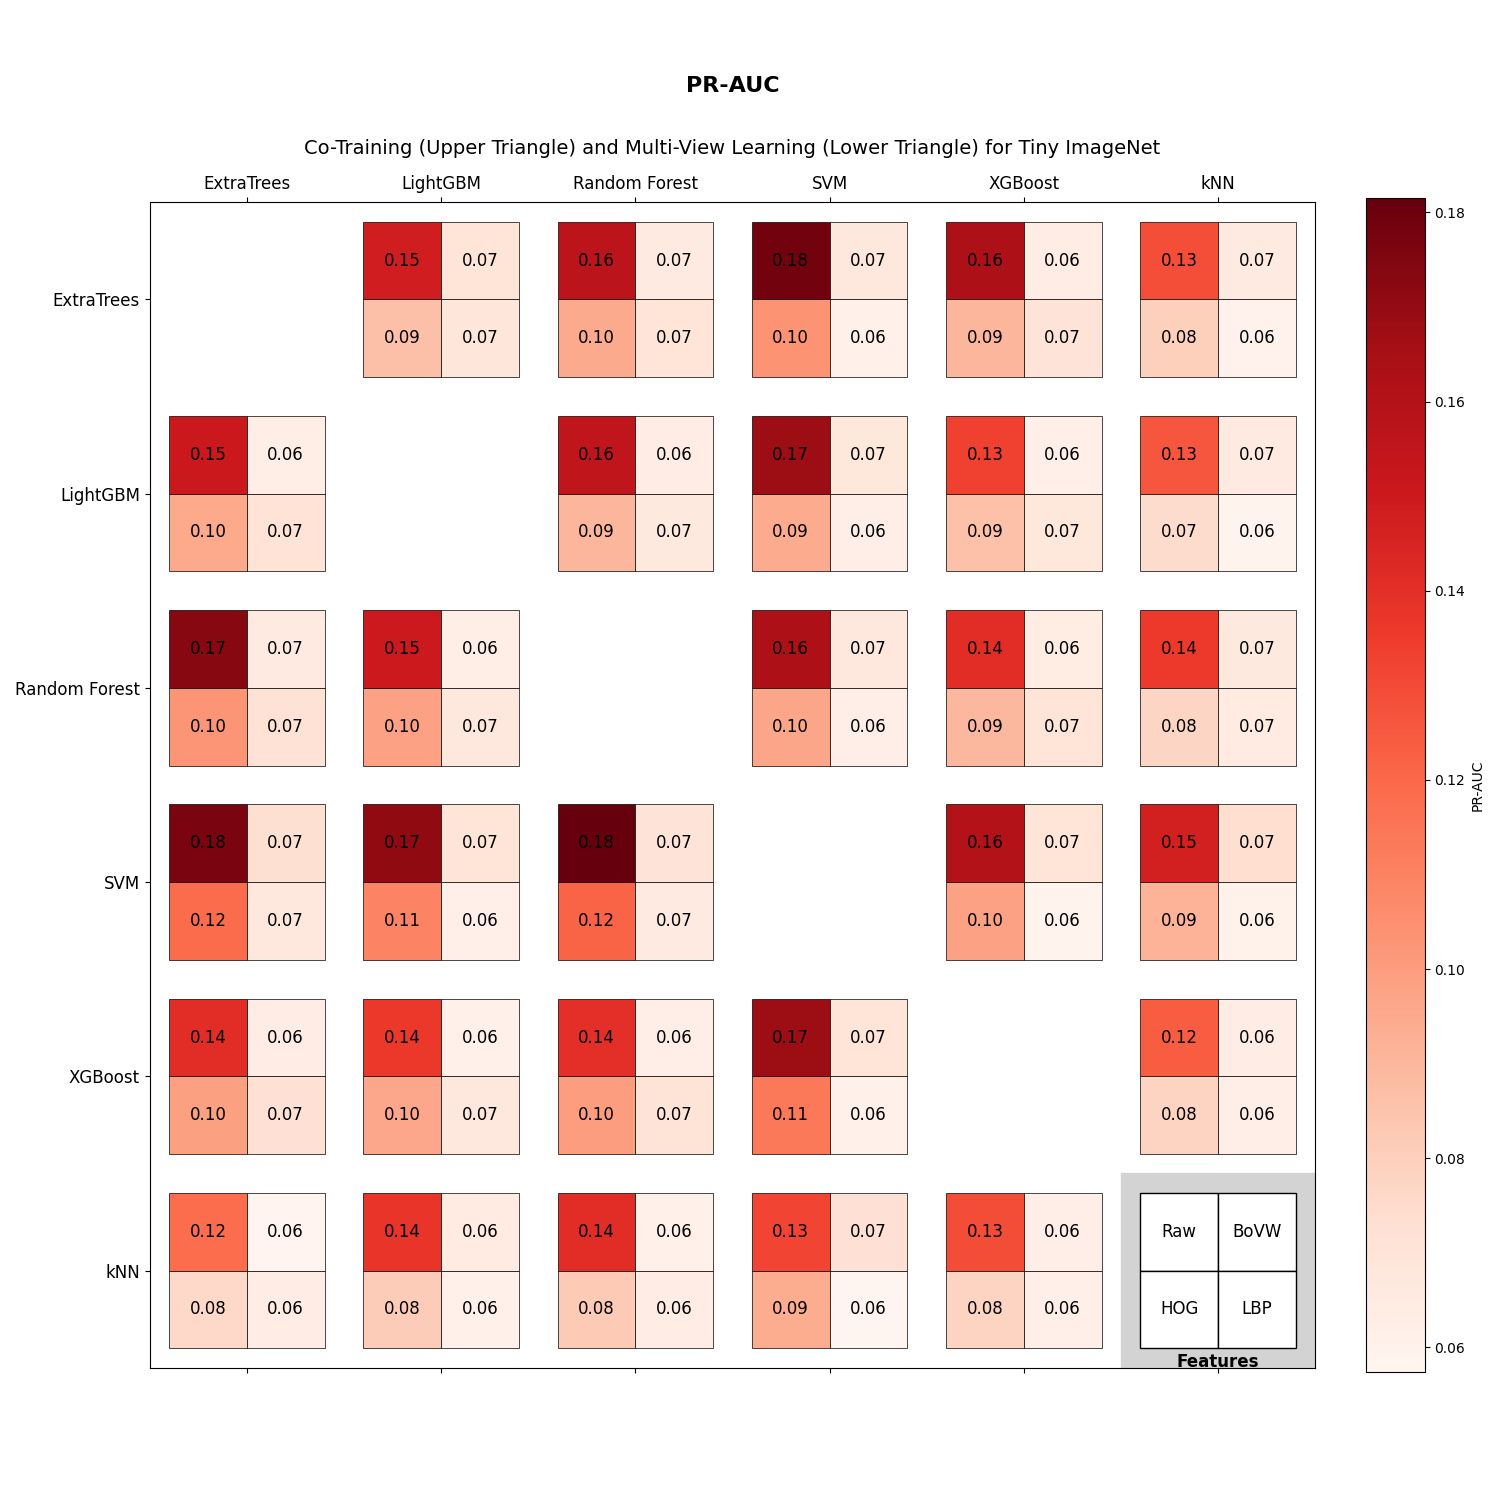 PR-AUC
Co-Training (Upper Triangle) and Multi-View Learning (Lower Triangle) for Tiny ImageNet
ExtraTrees LightGBM Random Forest SVM XGBoost kNN
0.18
0.15 0.07 0.16 0.07 0.18 0.07 0.16 0.06 0.13 0.07
ExtraTrees
0.09 0.07 0.10 0.07 0.10 0.06 0.09 0.07 0.08 0.06
0.16
0.15 0.06 0.16 0.06 0.17 0.07 0.13 0.06 0.13 0.07
LightGBM
0.10 0.07 0.09 0.07 0.09 0.06 0.09 0.07 0.07 0.06
0.14
0.17 0.07 0.15 0.06 0.16 0.07 0.14 0.06 0.14 0.07
Random Forest
0.10 0.07 0.10 0.07 0.10 0.06 0.09 0.07 0.08 0.07
0.12
PR-AUC
0.18 0.07 0.17 0.07 0.18 0.07 0.16 0.07 0.15 0.07
SVM
0.12 0.07 0.11 0.06 0.12 0.07 0.10 0.06 0.09 0.06
0.10
0.14 0.06 0.14 0.06 0.14 0.06 0.17 0.07 0.12 0.06
XGBoost
0.10 0.07 0.10 0.07 0.10 0.07 0.11 0.06 0.08 0.06
0.08
0.12 0.06 0.14 0.06 0.14 0.06 0.13 0.07 0.13 0.06 Raw BoVW
kNN
0.08 0.06 0.08 0.06 0.08 0.06 0.09 0.06 0.08 0.06 HOG LBP
0.06
Features